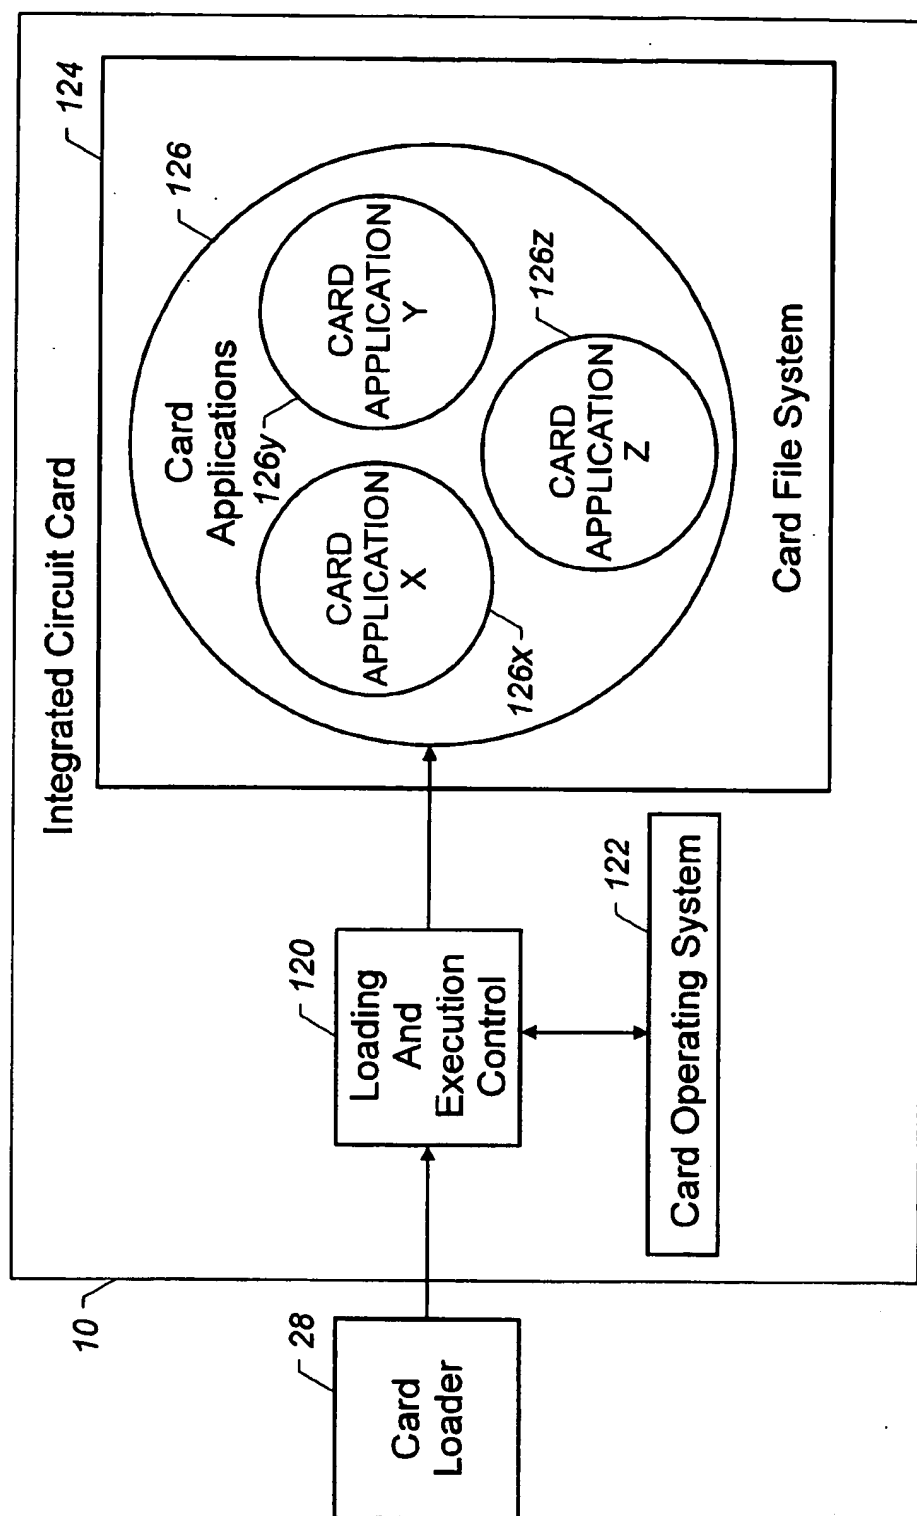 10
Integrated Circuit Card
124
126
Card
Applications
126y
CARD
APPLICATION
Y
CARD
APPLICATION
X
126x
126z
CARD
APPLICATION
Z
Card File System
28
Card
Loader
120
Loading
And
Execution
Control
122
Card Operating System